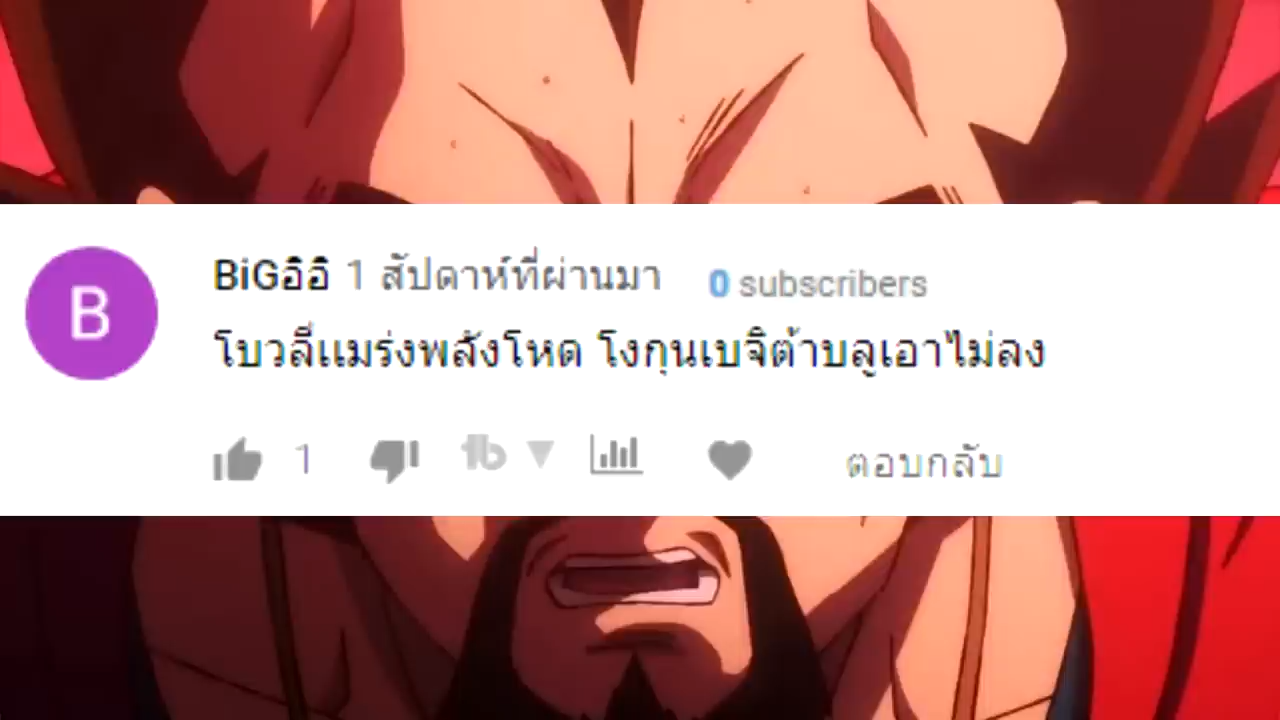 B
BiGอิอิ 1 สัปดาห์ที่ผ่านมา 0 subscribers
โบวลี่แมร่งพลังโหด โงกุนเบจิต้าบลูเอาไม่ลง
1 tb ตอบกลับ